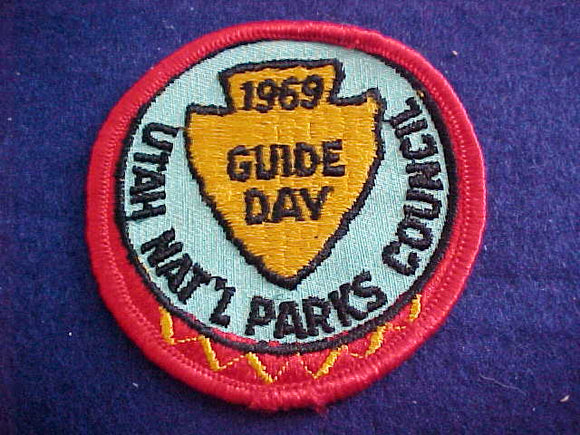 1969
GUIDE
DAY
UTAH NAT'L PARKS COUNCIL